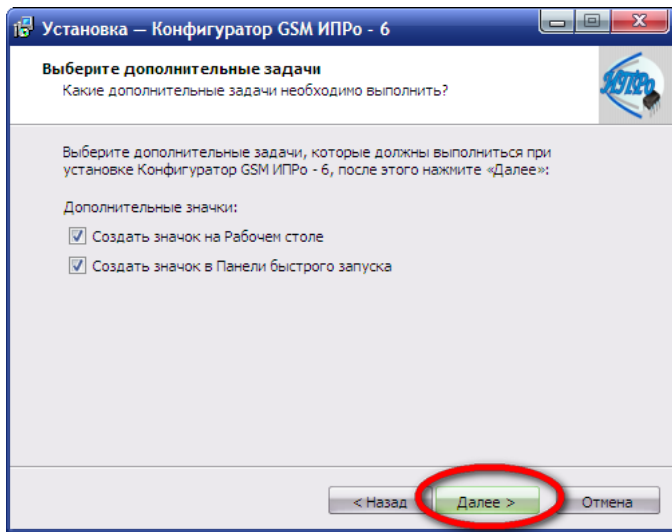 Установка — Конфигуратор GSM ИПРо - 6
Выберите дополнительные задачи
Какие дополнительные задачи необходимо выполнить?
ИПРо
Выберите дополнительные задачи, которые должны выполниться при
установке Конфигуратор GSM ИПРо - 6, после этого нажмите «Далее»:
Дополнительные значки:
Создать значок на Рабочем столе
Создать значок в Панели быстрого запуска
< Назад
Далее >
Отмена